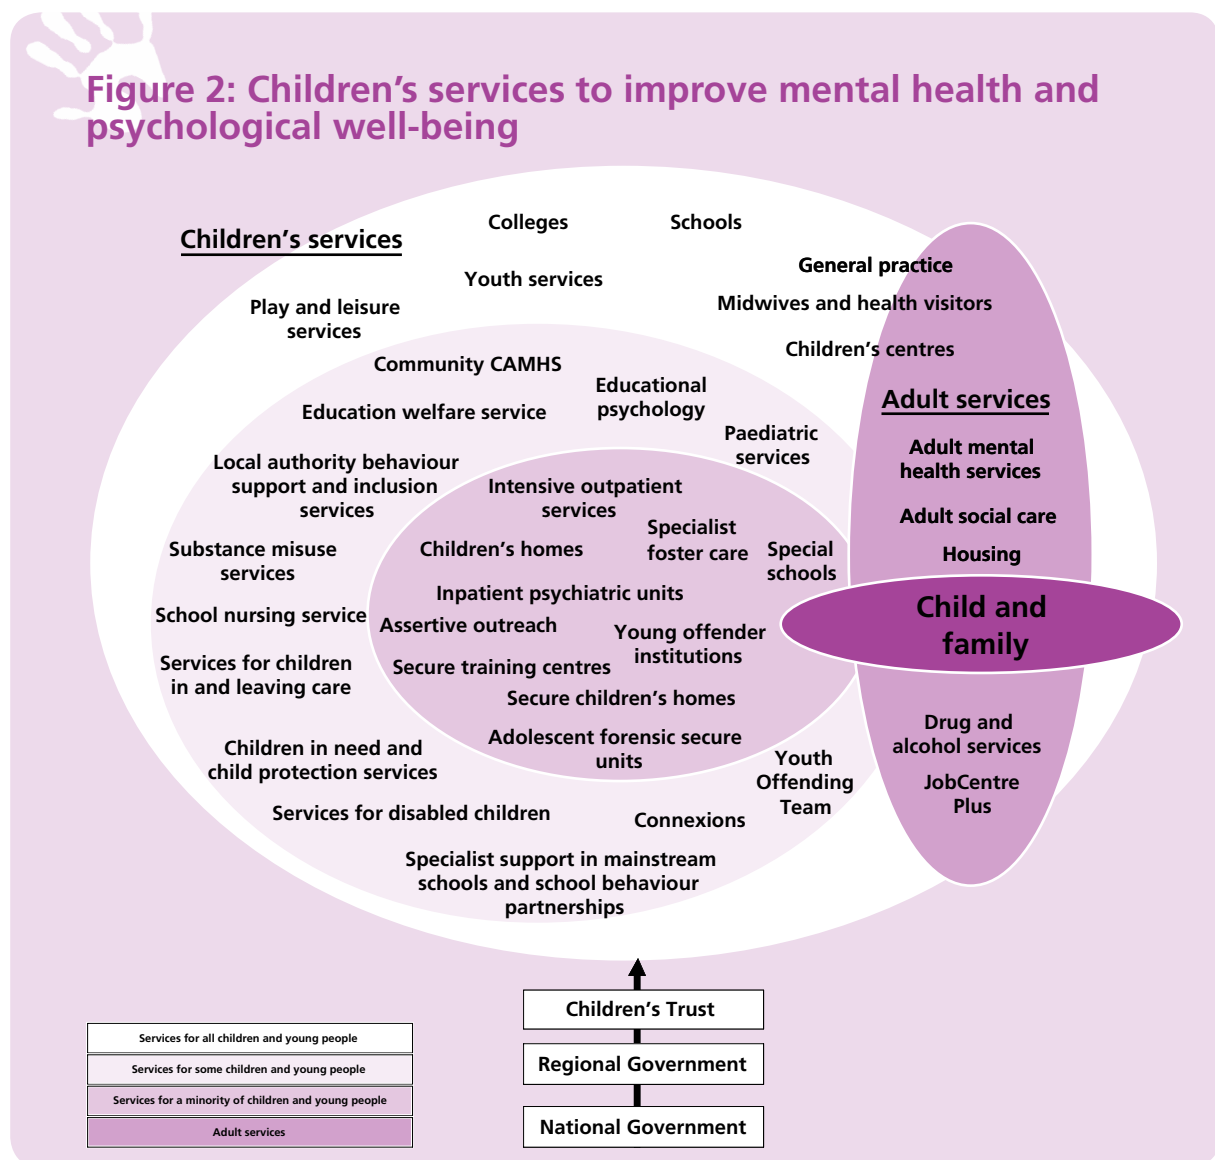 Figure 2: Children’s services to improve mental health and
psychological well-being
Children’s services
Colleges
Schools
General practice
Youth services
Midwives and health visitors
Play and leisure
services
Children’s centres
Community CAMHS
Educational
psychology
Education welfare service
Adult services
Paediatric
services
Adult mental
health services
Local authority behaviour
support and inclusion
services
Intensive outpatient
services
Specialist
foster care
Adult social care
Substance misuse
services
Children’s homes
Special
schools
Housing
Inpatient psychiatric units
School nursing service
Assertive outreach
Young offender
institutions
Child and
family
Services for children
in and leaving care
Secure training centres
Secure children’s homes
Adolescent forensic secure
units
Drug and
alcohol services
Children in need and
child protection services
Youth
Offending
Team
JobCentre
Plus
Services for disabled children
Connexions
Specialist support in mainstream
schools and school behaviour
partnerships
Children’s Trust
Regional Government
National Government
Services for all children and young people
Services for some children and young people
Services for a minority of children and young people
Adult services